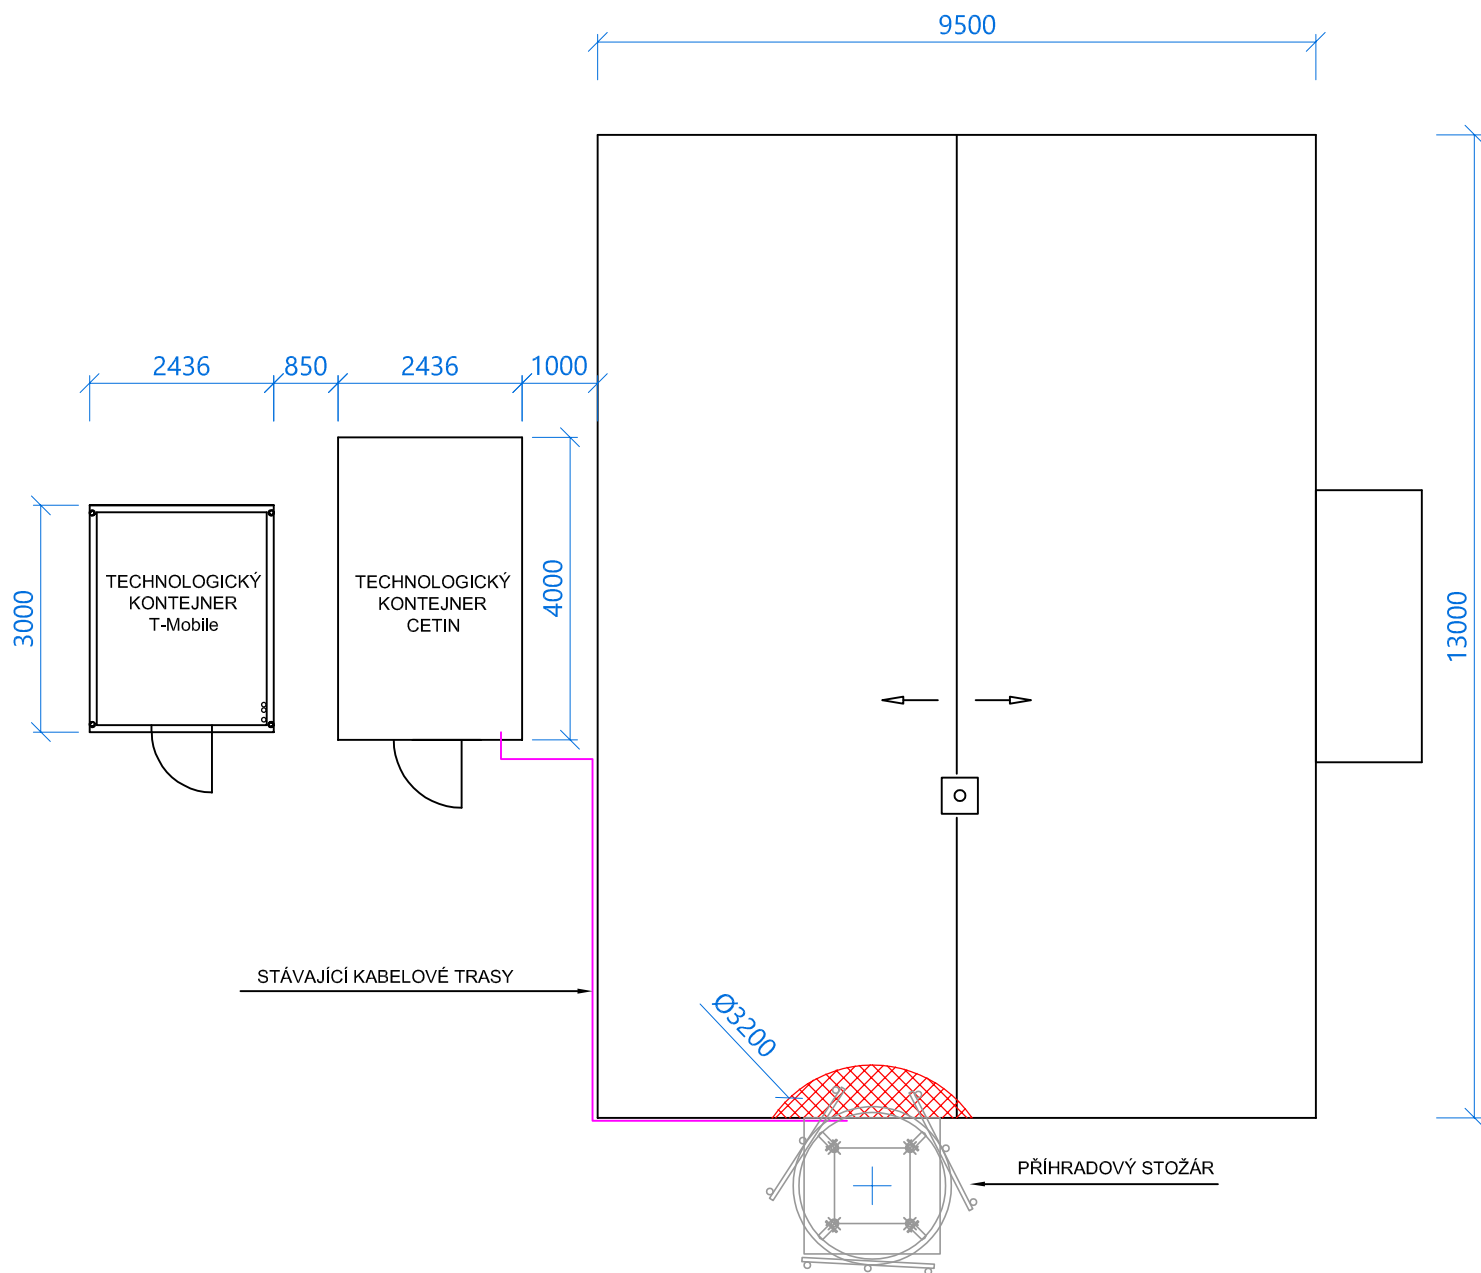 9500
2436
850
2436
1000
4000
3000
13000
TECHNOLOGICKÝ
KONTEJNER
T-Mobile
TECHNOLOGICKÝ
KONTEJNER
CETIN
STÁVAJÍCÍ KABELOVÉ TRASY
Ø3200
PŘÍHRADOVÝ STOŽÁR